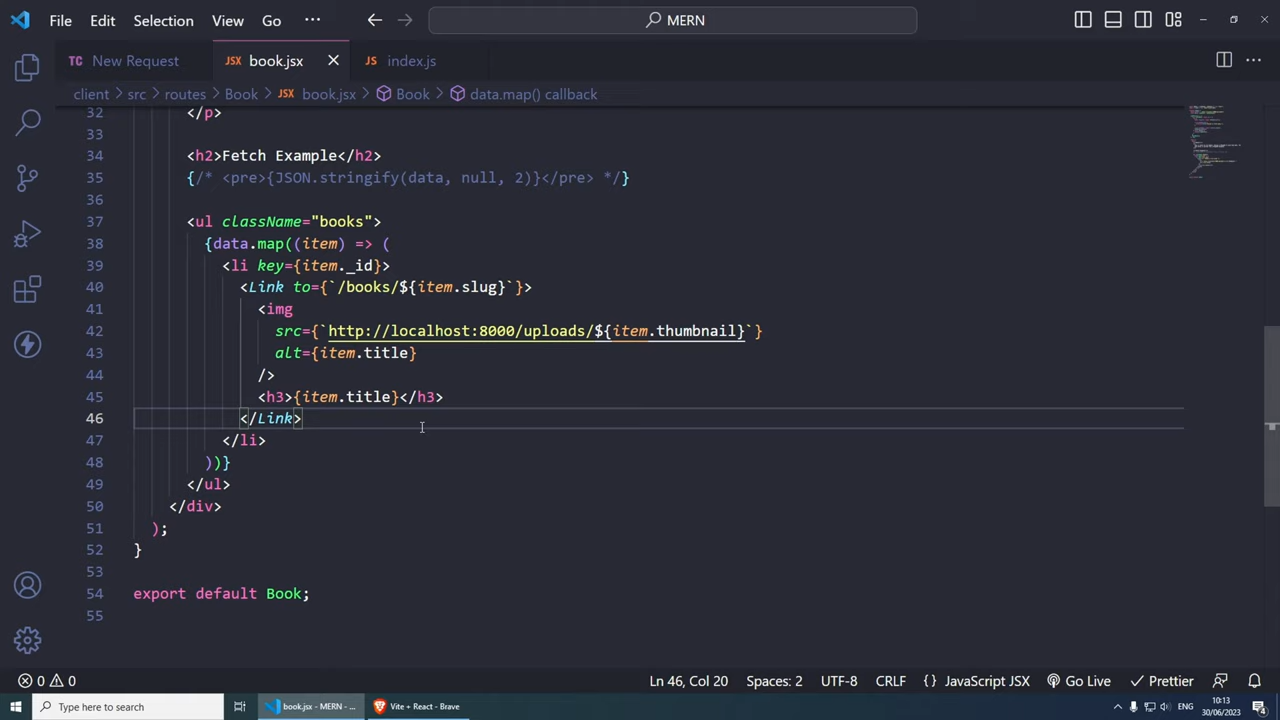 File Edit Selection View Go ··· MERN
TC New Request JSX book.jsx JS index.js
client > src > routes > Book > JSX book.jsx > Book > data.map() callback
32 </p>
33
34 <h2>Fetch Example</h2>
35 {/* <pre>{JSON.stringify(data, null, 2)}</pre> */}
36
37 <ul className="books">
38 {data.map((item) => (
39 <li key={item._id}>
40 <Link to={`/books/${item.slug}`}>
41 <img
42 src={`http://localhost:8000/uploads/${item.thumbnail}`}
43 alt={item.title}
44 />
45 <h3>{item.title}</h3>
46 </Link>
47 </li>
48 ))}
49 </ul>
50 </div>
51 );
52 }
53
54 export default Book;
55
0 0 Ln 46, Col 20 Spaces: 2 UTF-8 CRLF {} JavaScript JSX Go Live Prettier
Type here to search book.jsx - MERN - ... Vite + React - Brave ENG 10:13
30/06/2023 4